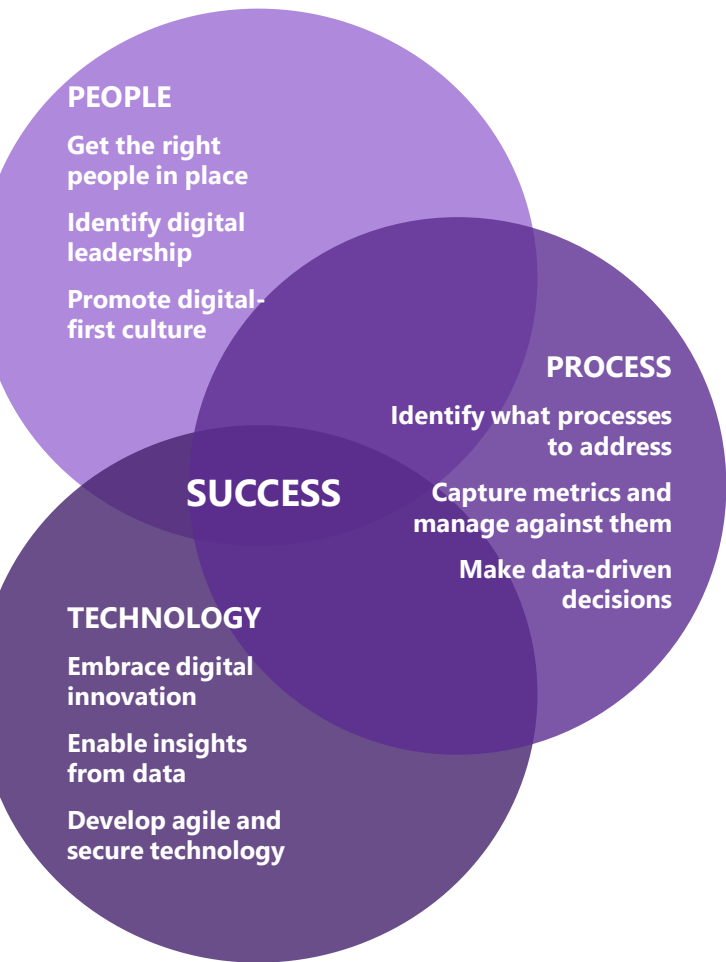 PEOPLE
Get the right
people in place
Identify digital
leadership
Promote digital-
first culture
PROCESS
Identify what processes
to address
Capture metrics and
manage against them
Make data-driven
decisions
SUCCESS
TECHNOLOGY
Embrace digital
innovation
Enable insights
from data
Develop agile and
secure technology